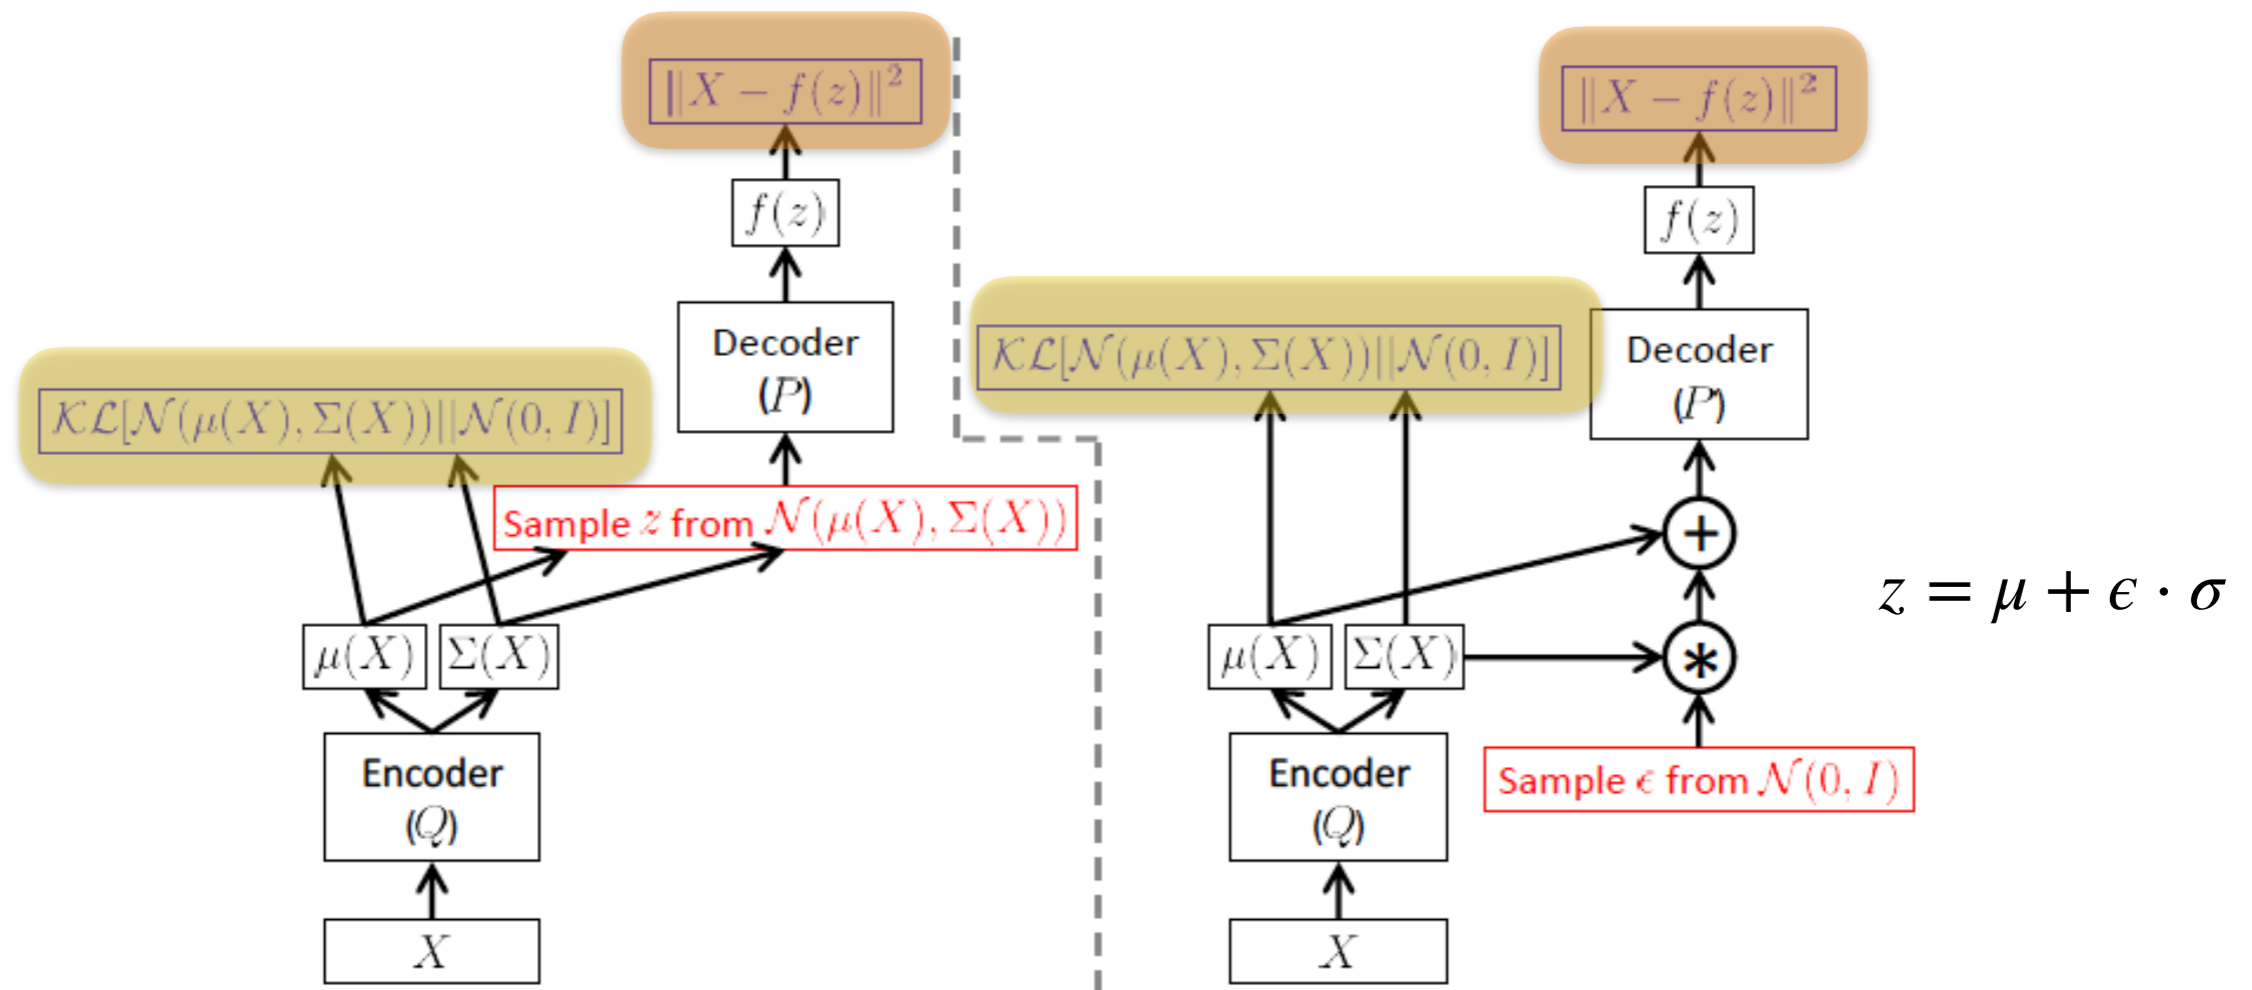 ‖X − f(z)‖²
f(z)
Decoder
(P)
𝒦ℒ[𝒩(μ(X), Σ(X))||𝒩(0, I)]
Sample z from 𝒩(μ(X), Σ(X))
μ(X)
Σ(X)
Encoder
(Q)
X
‖X − f(z)‖²
f(z)
𝒦ℒ[𝒩(μ(X), Σ(X))||𝒩(0, I)]
Decoder
(P)
+
z = μ + ϵ · σ
μ(X)
Σ(X)
*
Sample ϵ from 𝒩(0, I)
Encoder
(Q)
X